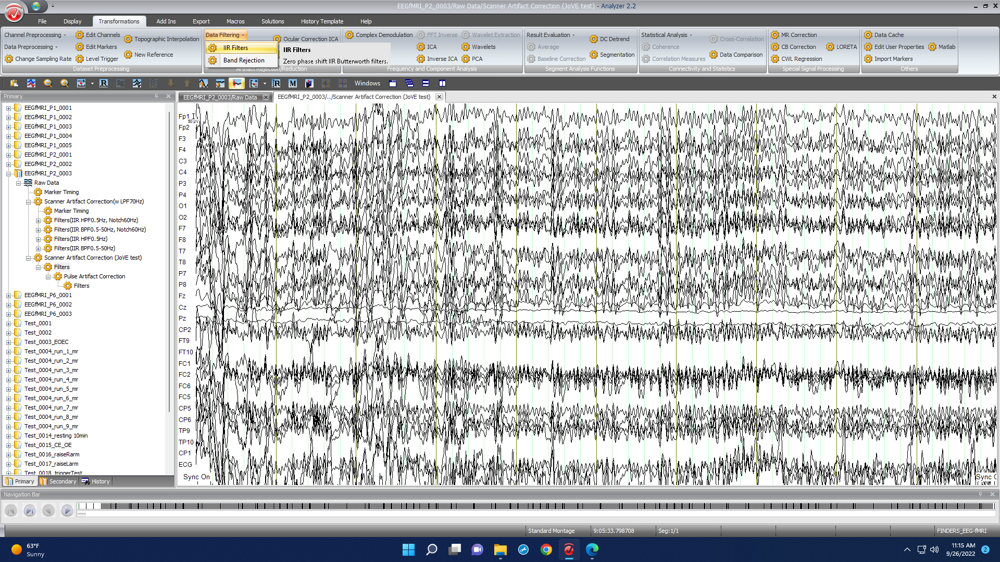 EEGfMRI_P2_0003/Raw Data/Scanner Artifact Correction (JoVE test) - Analyzer 2.2
File Display Transformations Add Ins Export Macros Solutions History Template Help
Channel Preprocessing Edit Channels Topographic Interpolation
Data Preprocessing Edit Markers New Reference
Change Sampling Rate Level Trigger
Dataset Preprocessing
Data Filtering Ocular Correction ICA
IIR Filters
Band Rejection
IIR Filters
Zero phase shift IIR Butterworth filters.
Artifact Rejection/Reduction
Complex Demodulation FFT Inverse Wavelet Extraction
ICA Wavelets
Inverse ICA PCA
Frequency and Component Analysis
Result Evaluation DC Detrend
Average Segmentation
Baseline Correction
Segment Analysis Functions
Statistical Analysis Cross-Correlation
Coherence Data Comparison
Correlation Measures
Connectivity and Statistics
MR Correction
CB Correction LORETA
CWL Regression
Special Signal Processing
Data Cache
Edit User Properties Matlab
Import Markers
Others
R Sg R M Windows
Primary
EEGfMRI_P1_0001
EEGfMRI_P1_0002
EEGfMRI_P1_0003
EEGfMRI_P1_0004
EEGfMRI_P1_0005
EEGfMRI_P2_0001
EEGfMRI_P2_0002
EEGfMRI_P2_0003
Raw Data
Marker Timing
Scanner Artifact Correction(w LPF70Hz)
Marker Timing
Filters(IIR HPF0.5Hz, Notch60Hz)
Filters(IIR BPF0.5-50Hz, Notch60Hz)
Filters(IIR HPF0.5Hz)
Filters(IIR BPF0.5-50Hz)
Scanner Artifact Correction (JoVE test)
Filters
Pulse Artifact Correction
Filters
EEGfMRI_P6_0001
EEGfMRI_P6_0002
EEGfMRI_P6_0003
Test_0001
Test_0002
Test_0003_EOEC
Test_0004_run_1_mr
Test_0004_run_2_mr
Test_0004_run_3_mr
Test_0004_run_4_mr
Test_0004_run_5_mr
Test_0004_run_6_mr
Test_0004_run_7_mr
Test_0004_run_8_mr
Test_0004_run_9_mr
Test_0014_resting 10min
Test_0015_CE_OE
Test_0016_raiseRarm
Test_0017_raiseLarm
Test_0018_triggerTest
Primary Secondary History
EEGfMRI_P2_0003/Raw Data EEGfMRI_P2_0003/../Scanner Artifact Correction (JoVE test)
Fp1
50 µV
Fp2
F3
F4
C3
C4
P3
P4
O1
O2
F7
F8
T7
T8
P7
P8
Fz
Cz
Pz
CP2
FT9
FT10
FC1
FC2
FC6
FC5
CP5
CP6
TP9
TP10
CP1
ECG
Sync On Sync
Navigation Bar
Standard Montage 9:05:33.798708 Seg:1/1 FINDERS_EEG-fMRI
63°F
Sunny
11:15 AM
9/26/2022
2